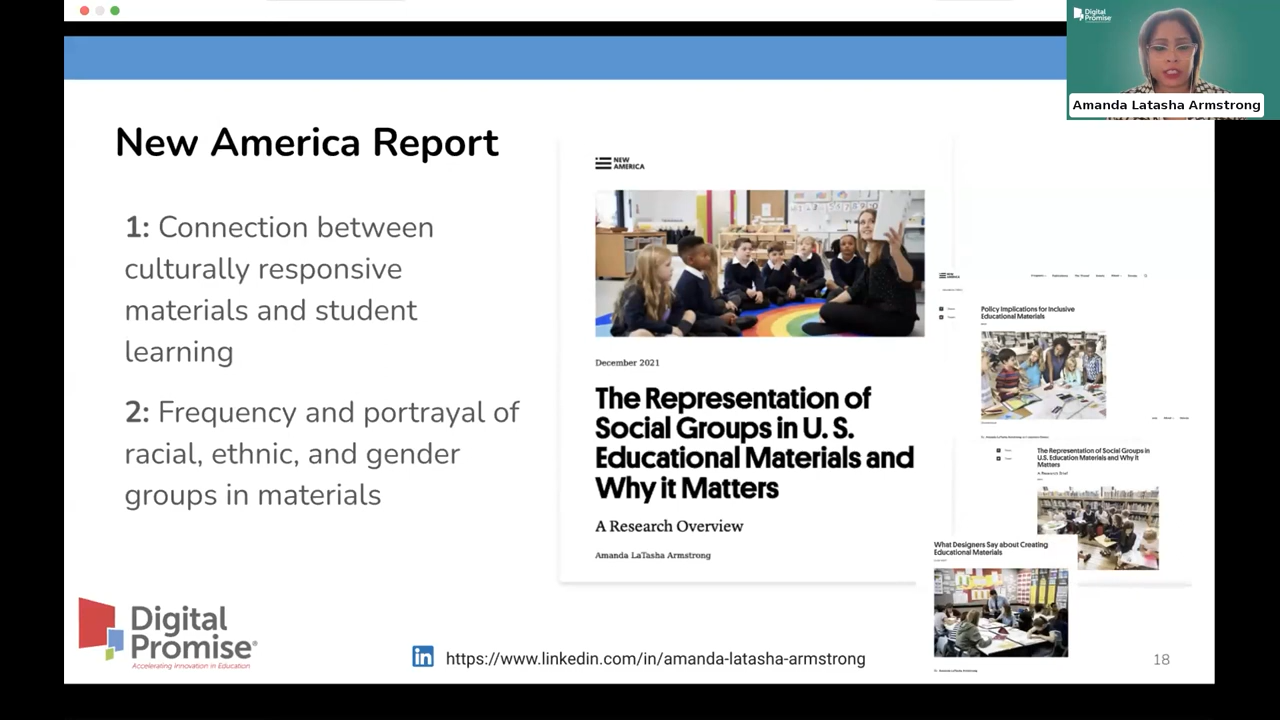 Digital
Promise
Amanda Latasha Armstrong
New America Report
1: Connection between
culturally responsive
materials and student
learning
2: Frequency and portrayal of
racial, ethnic, and gender
groups in materials
NEW
AMERICA
December 2021
The Representation of
Social Groups in U. S.
Educational Materials and
Why it Matters
A Research Overview
Amanda LaTasha Armstrong
Policy Implications for Inclusive
Educational Materials
The Representation of Social Groups in
U.S. Education Materials and Why It
Matters
A Research Brief
What Designers Say about Creating
Educational Materials
Digital
Promise®
Accelerating Innovation in Education
in
https://www.linkedin.com/in/amanda-latasha-armstrong
18